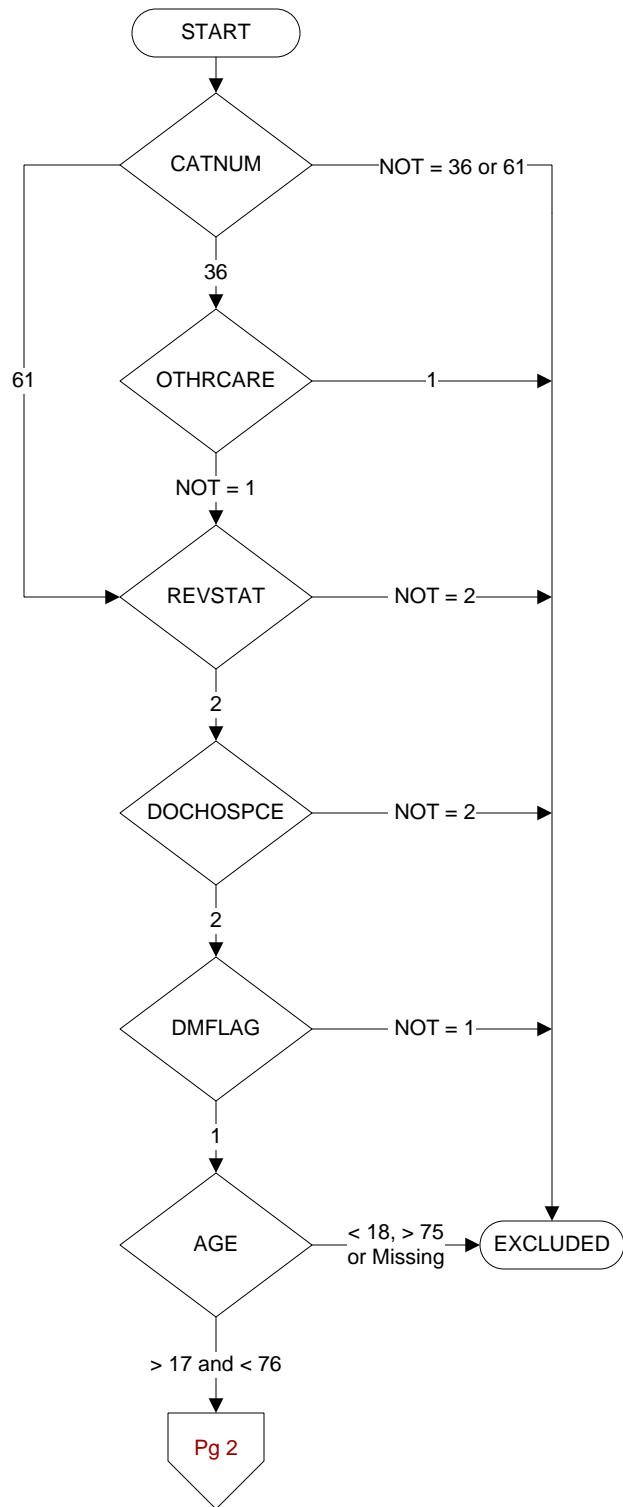 START
CATNUM
NOT = 36 or 61
36
OTHRCARE
1
61
NOT = 1
REVSTAT
NOT = 2
2
DOCHOSPCE
NOT = 2
2
DMFLAG
NOT = 1
1
AGE
< 18, > 75
or Missing
EXCLUDED
> 17 and < 76
Pg 2